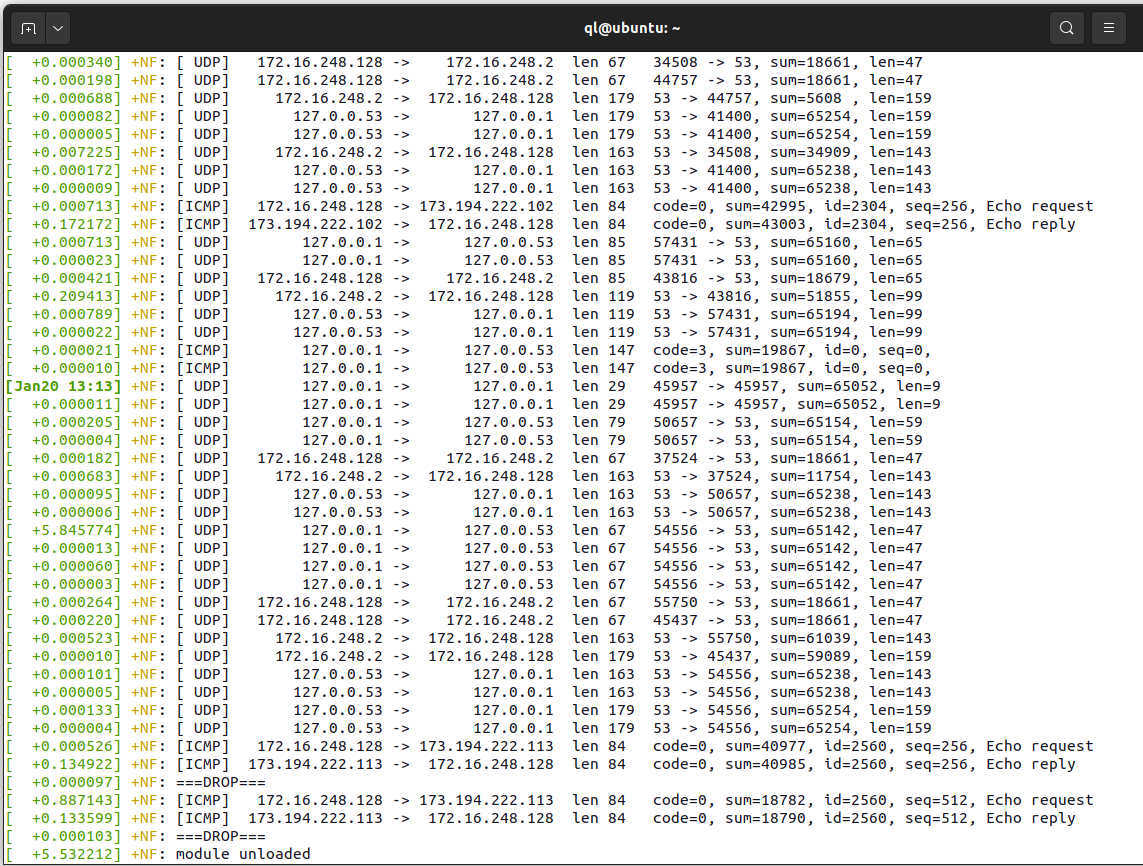 ql@ubuntu: ~
[  +0.000340] +NF: [ UDP]   172.16.248.128 ->    172.16.248.2  len 67   34508 -> 53, sum=18661, len=47
[  +0.000198] +NF: [ UDP]   172.16.248.128 ->    172.16.248.2  len 67   44757 -> 53, sum=18661, len=47
[  +0.000688] +NF: [ UDP]     172.16.248.2 ->  172.16.248.128  len 179  53 -> 44757, sum=5608 , len=159
[  +0.000082] +NF: [ UDP]       127.0.0.53 ->       127.0.0.1  len 179  53 -> 41400, sum=65254, len=159
[  +0.000005] +NF: [ UDP]       127.0.0.53 ->       127.0.0.1  len 179  53 -> 41400, sum=65254, len=159
[  +0.007225] +NF: [ UDP]     172.16.248.2 ->  172.16.248.128  len 163  53 -> 34508, sum=34909, len=143
[  +0.000172] +NF: [ UDP]       127.0.0.53 ->       127.0.0.1  len 163  53 -> 41400, sum=65238, len=143
[  +0.000009] +NF: [ UDP]       127.0.0.53 ->       127.0.0.1  len 163  53 -> 41400, sum=65238, len=143
[  +0.000713] +NF: [ICMP]   172.16.248.128 -> 173.194.222.102  len 84   code=0, sum=42995, id=2304, seq=256, Echo request
[  +0.172172] +NF: [ICMP]  173.194.222.102 ->  172.16.248.128  len 84   code=0, sum=43003, id=2304, seq=256, Echo reply
[  +0.000713] +NF: [ UDP]        127.0.0.1 ->      127.0.0.53  len 85   57431 -> 53, sum=65160, len=65
[  +0.000023] +NF: [ UDP]        127.0.0.1 ->      127.0.0.53  len 85   57431 -> 53, sum=65160, len=65
[  +0.000421] +NF: [ UDP]   172.16.248.128 ->    172.16.248.2  len 85   43816 -> 53, sum=18679, len=65
[  +0.209413] +NF: [ UDP]     172.16.248.2 ->  172.16.248.128  len 119  53 -> 43816, sum=51855, len=99
[  +0.000789] +NF: [ UDP]       127.0.0.53 ->       127.0.0.1  len 119  53 -> 57431, sum=65194, len=99
[  +0.000022] +NF: [ UDP]       127.0.0.53 ->       127.0.0.1  len 119  53 -> 57431, sum=65194, len=99
[  +0.000021] +NF: [ICMP]        127.0.0.1 ->      127.0.0.53  len 147  code=3, sum=19867, id=0, seq=0,
[  +0.000010] +NF: [ICMP]        127.0.0.1 ->      127.0.0.53  len 147  code=3, sum=19867, id=0, seq=0,
[Jan20 13:13] +NF: [ UDP]        127.0.0.1 ->       127.0.0.1  len 29   45957 -> 45957, sum=65052, len=9
[  +0.000011] +NF: [ UDP]        127.0.0.1 ->       127.0.0.1  len 29   45957 -> 45957, sum=65052, len=9
[  +0.000205] +NF: [ UDP]        127.0.0.1 ->      127.0.0.53  len 79   50657 -> 53, sum=65154, len=59
[  +0.000004] +NF: [ UDP]        127.0.0.1 ->      127.0.0.53  len 79   50657 -> 53, sum=65154, len=59
[  +0.000182] +NF: [ UDP]   172.16.248.128 ->    172.16.248.2  len 67   37524 -> 53, sum=18661, len=47
[  +0.000683] +NF: [ UDP]     172.16.248.2 ->  172.16.248.128  len 163  53 -> 37524, sum=11754, len=143
[  +0.000095] +NF: [ UDP]       127.0.0.53 ->       127.0.0.1  len 163  53 -> 50657, sum=65238, len=143
[  +0.000006] +NF: [ UDP]       127.0.0.53 ->       127.0.0.1  len 163  53 -> 50657, sum=65238, len=143
[  +5.845774] +NF: [ UDP]        127.0.0.1 ->      127.0.0.53  len 67   54556 -> 53, sum=65142, len=47
[  +0.000013] +NF: [ UDP]        127.0.0.1 ->      127.0.0.53  len 67   54556 -> 53, sum=65142, len=47
[  +0.000060] +NF: [ UDP]        127.0.0.1 ->      127.0.0.53  len 67   54556 -> 53, sum=65142, len=47
[  +0.000003] +NF: [ UDP]        127.0.0.1 ->      127.0.0.53  len 67   54556 -> 53, sum=65142, len=47
[  +0.000264] +NF: [ UDP]   172.16.248.128 ->    172.16.248.2  len 67   55750 -> 53, sum=18661, len=47
[  +0.000220] +NF: [ UDP]   172.16.248.128 ->    172.16.248.2  len 67   45437 -> 53, sum=18661, len=47
[  +0.000523] +NF: [ UDP]     172.16.248.2 ->  172.16.248.128  len 163  53 -> 55750, sum=61039, len=143
[  +0.000010] +NF: [ UDP]     172.16.248.2 ->  172.16.248.128  len 179  53 -> 45437, sum=59089, len=159
[  +0.000101] +NF: [ UDP]       127.0.0.53 ->       127.0.0.1  len 163  53 -> 54556, sum=65238, len=143
[  +0.000005] +NF: [ UDP]       127.0.0.53 ->       127.0.0.1  len 163  53 -> 54556, sum=65238, len=143
[  +0.000133] +NF: [ UDP]       127.0.0.53 ->       127.0.0.1  len 179  53 -> 54556, sum=65254, len=159
[  +0.000004] +NF: [ UDP]       127.0.0.53 ->       127.0.0.1  len 179  53 -> 54556, sum=65254, len=159
[  +0.000526] +NF: [ICMP]   172.16.248.128 -> 173.194.222.113  len 84   code=0, sum=40977, id=2560, seq=256, Echo request
[  +0.134922] +NF: [ICMP]  173.194.222.113 ->  172.16.248.128  len 84   code=0, sum=40985, id=2560, seq=256, Echo reply
[  +0.000097] +NF: ===DROP===
[  +0.887143] +NF: [ICMP]   172.16.248.128 -> 173.194.222.113  len 84   code=0, sum=18782, id=2560, seq=512, Echo request
[  +0.133599] +NF: [ICMP]  173.194.222.113 ->  172.16.248.128  len 84   code=0, sum=18790, id=2560, seq=512, Echo reply
[  +0.000103] +NF: ===DROP===
[  +5.532212] +NF: module unloaded